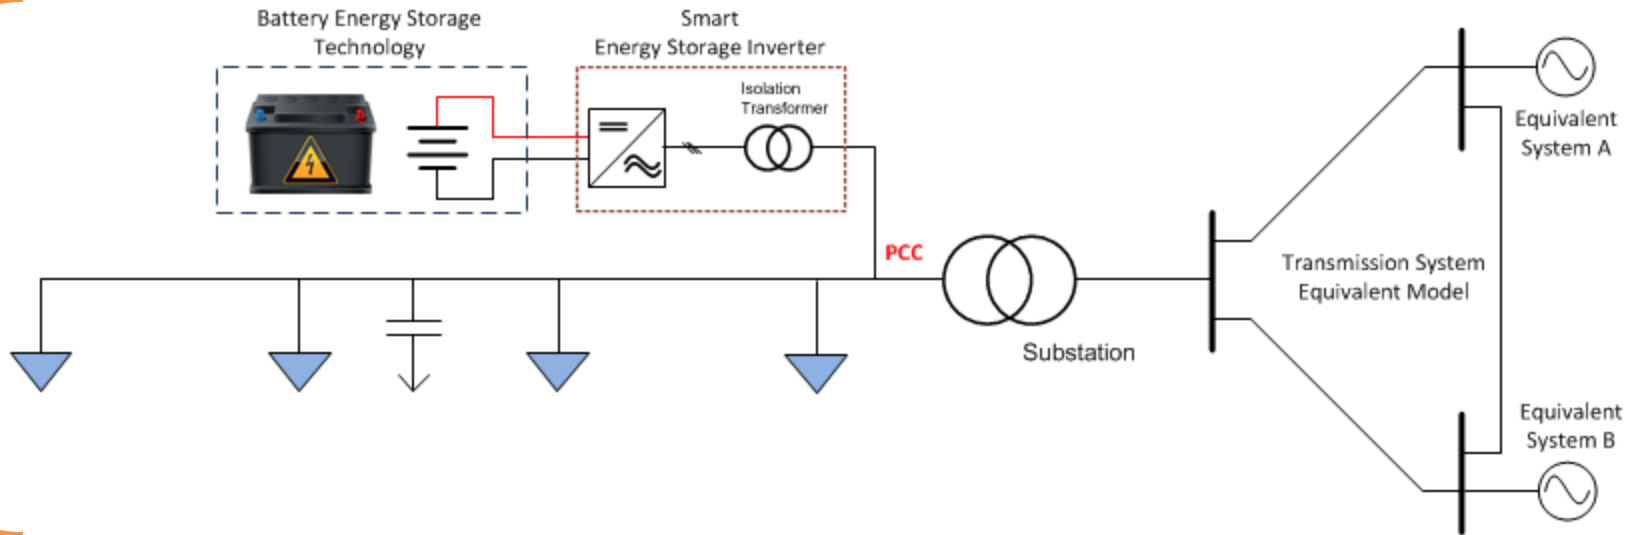 Battery Energy Storage
Technology
Smart
Energy Storage Inverter
Isolation
Transformer
Equivalent
System A
PCC
Transmission System
Equivalent Model
Substation
Equivalent
System B